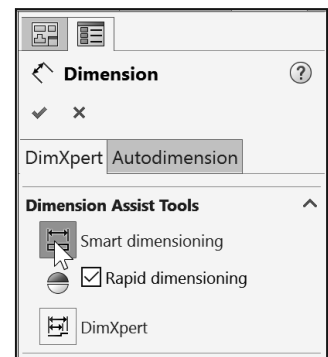 Dimension
?
DimXpert Autodimension
Dimension Assist Tools
Smart dimensioning
Rapid dimensioning
DimXpert